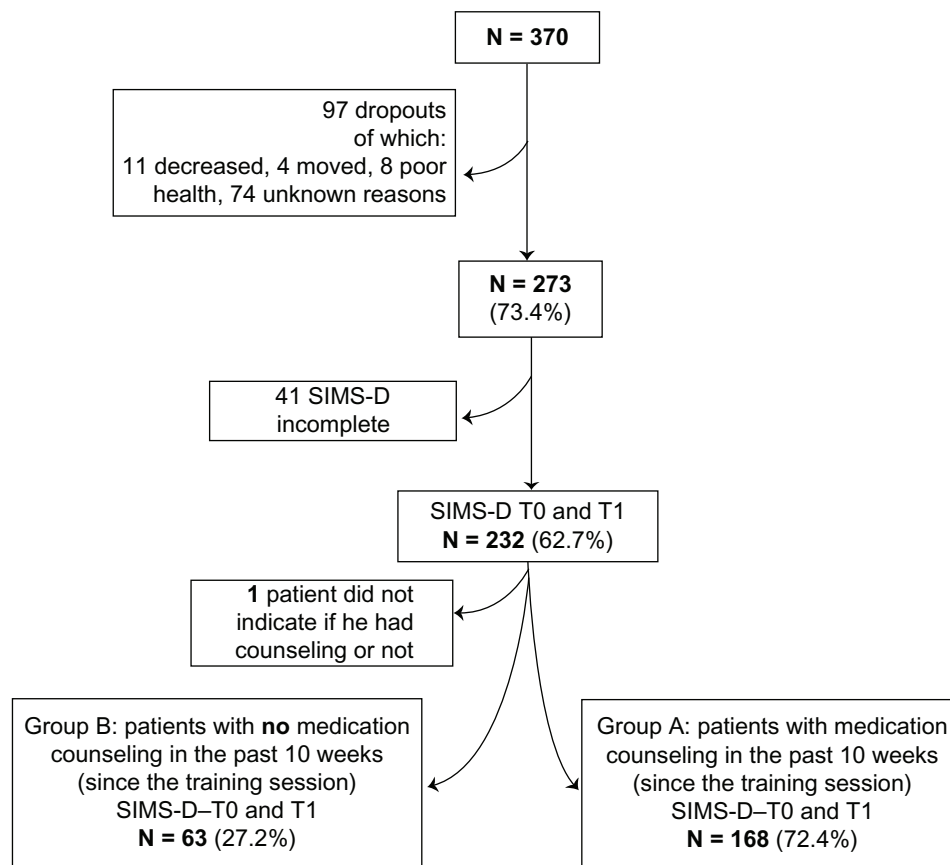 N = 370
97 dropouts
of which:
11 decreased, 4 moved, 8 poor
health, 74 unknown reasons
N = 273
(73.4%)
41 SIMS-D
incomplete
SIMS-D T0 and T1
N = 232 (62.7%)
1 patient did not
indicate if he had
counseling or not
Group B: patients with no medication
counseling in the past 10 weeks
(since the training session)
SIMS-D–T0 and T1
N = 63 (27.2%)
Group A: patients with medication
counseling in the past 10 weeks
(since the training session)
SIMS-D–T0 and T1
N = 168 (72.4%)